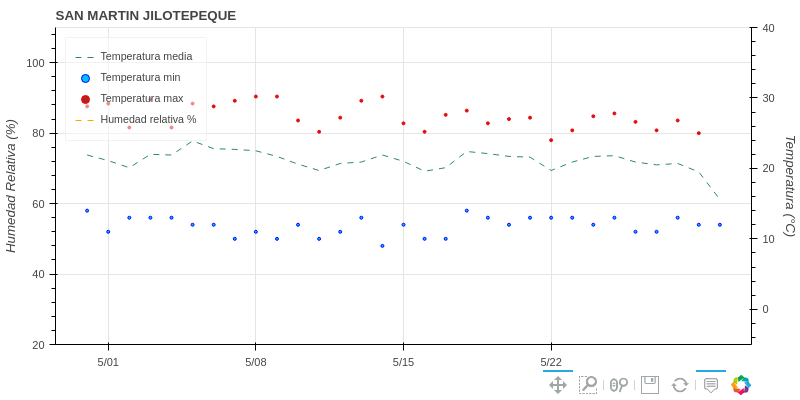 SAN MARTIN JILOTEPEQUE
Temperatura media
Temperatura min
Temperatura max
Humedad relativa %
Humedad Relativa (%)
100
80
60
40
20
40
30
20
10
0
Temperatura (°C)
5/01
5/08
5/15
5/22